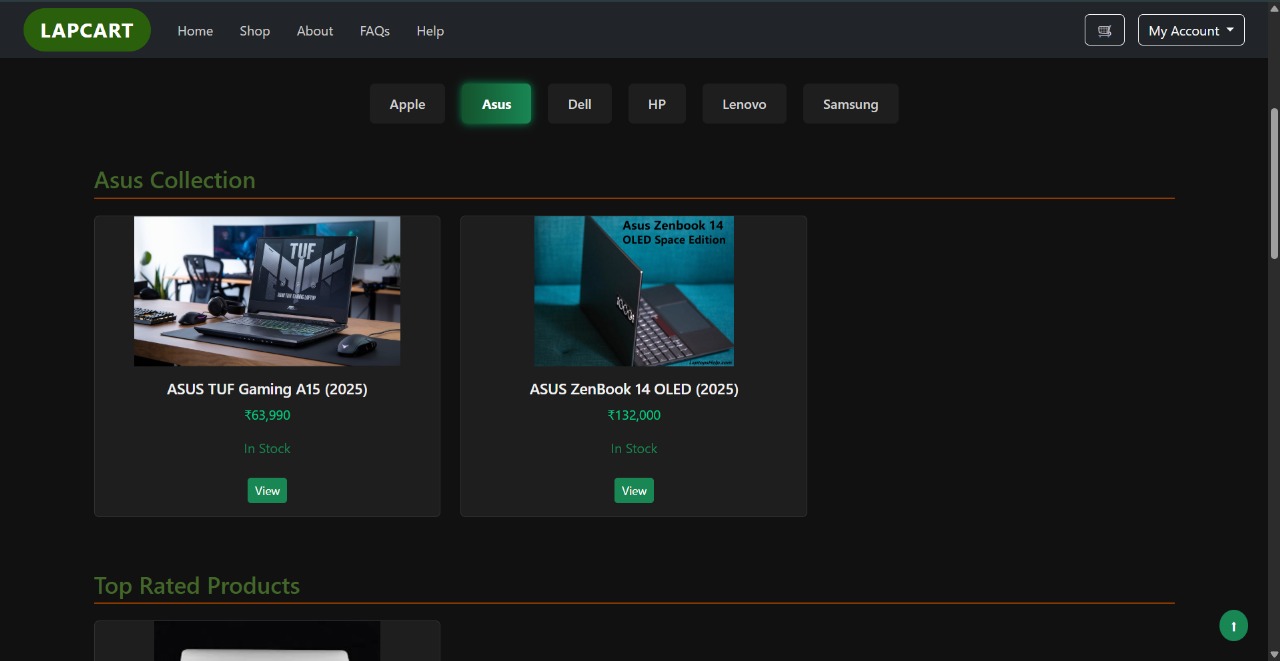 LAPCART
Home
Shop
About
FAQs
Help
My Account
Apple
Asus
Dell
HP
Lenovo
Samsung
Asus Collection
TUF
ASUS TUF Gaming A15 (2025)
₹63,990
In Stock
View
Asus Zenbook 14
OLED Space Edition
ASUS ZenBook 14 OLED (2025)
₹132,000
In Stock
View
Top Rated Products